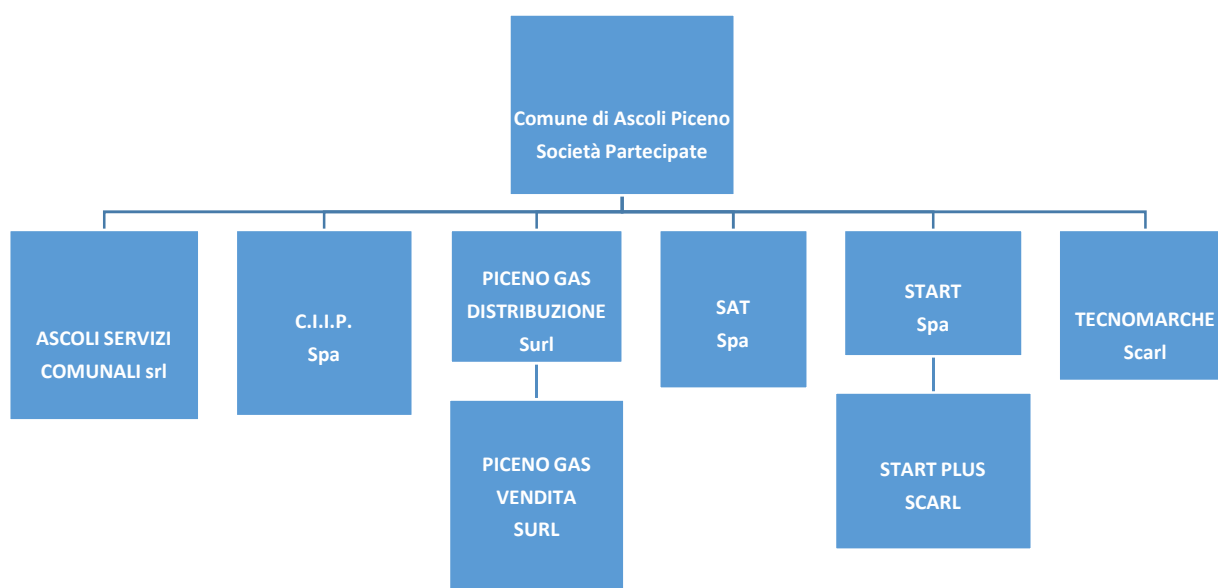 Comune di Ascoli Piceno
Società Partecipate
ASCOLI SERVIZI
COMUNALI srl
C.I.I.P.
Spa
PICENO GAS
DISTRIBUZIONE
Surl
SAT
Spa
START
Spa
TECNOMARCHE
Scarl
PICENO GAS
VENDITA
SURL
START PLUS
SCARL